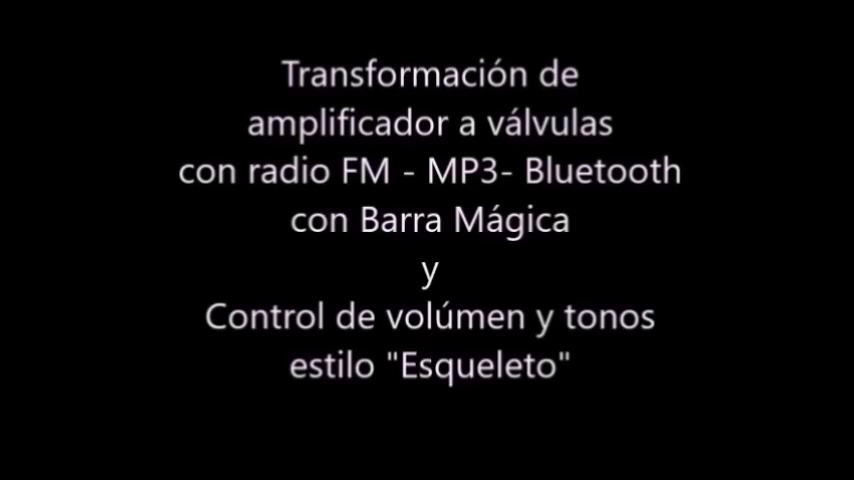 Transformación de
amplificador a válvulas
con radio FM - MP3- Bluetooth
con Barra Mágica
y
Control de volúmen y tonos
estilo "Esqueleto"